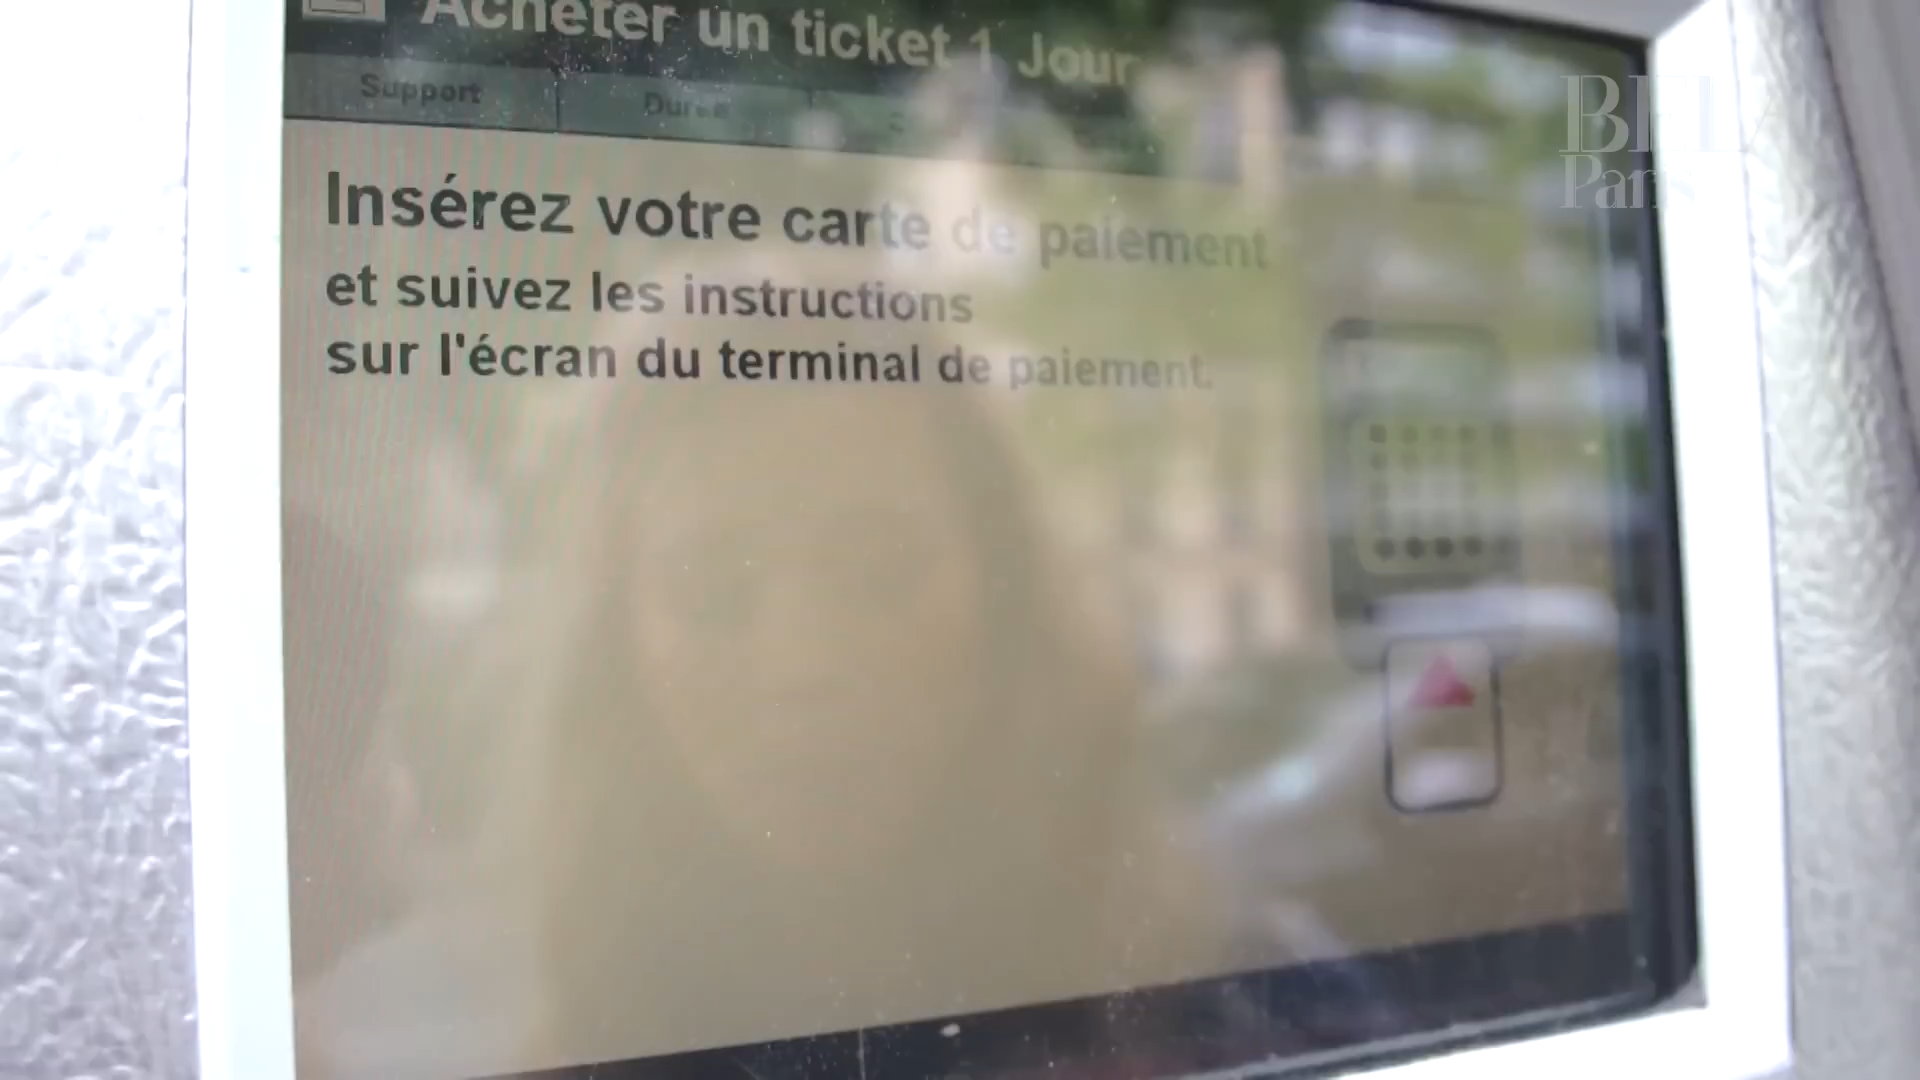 Acheter un ticket 1 Jour
Support
Durée
Insérez votre carte de paiement
et suivez les instructions
sur l'écran du terminal de paiement.
Paris